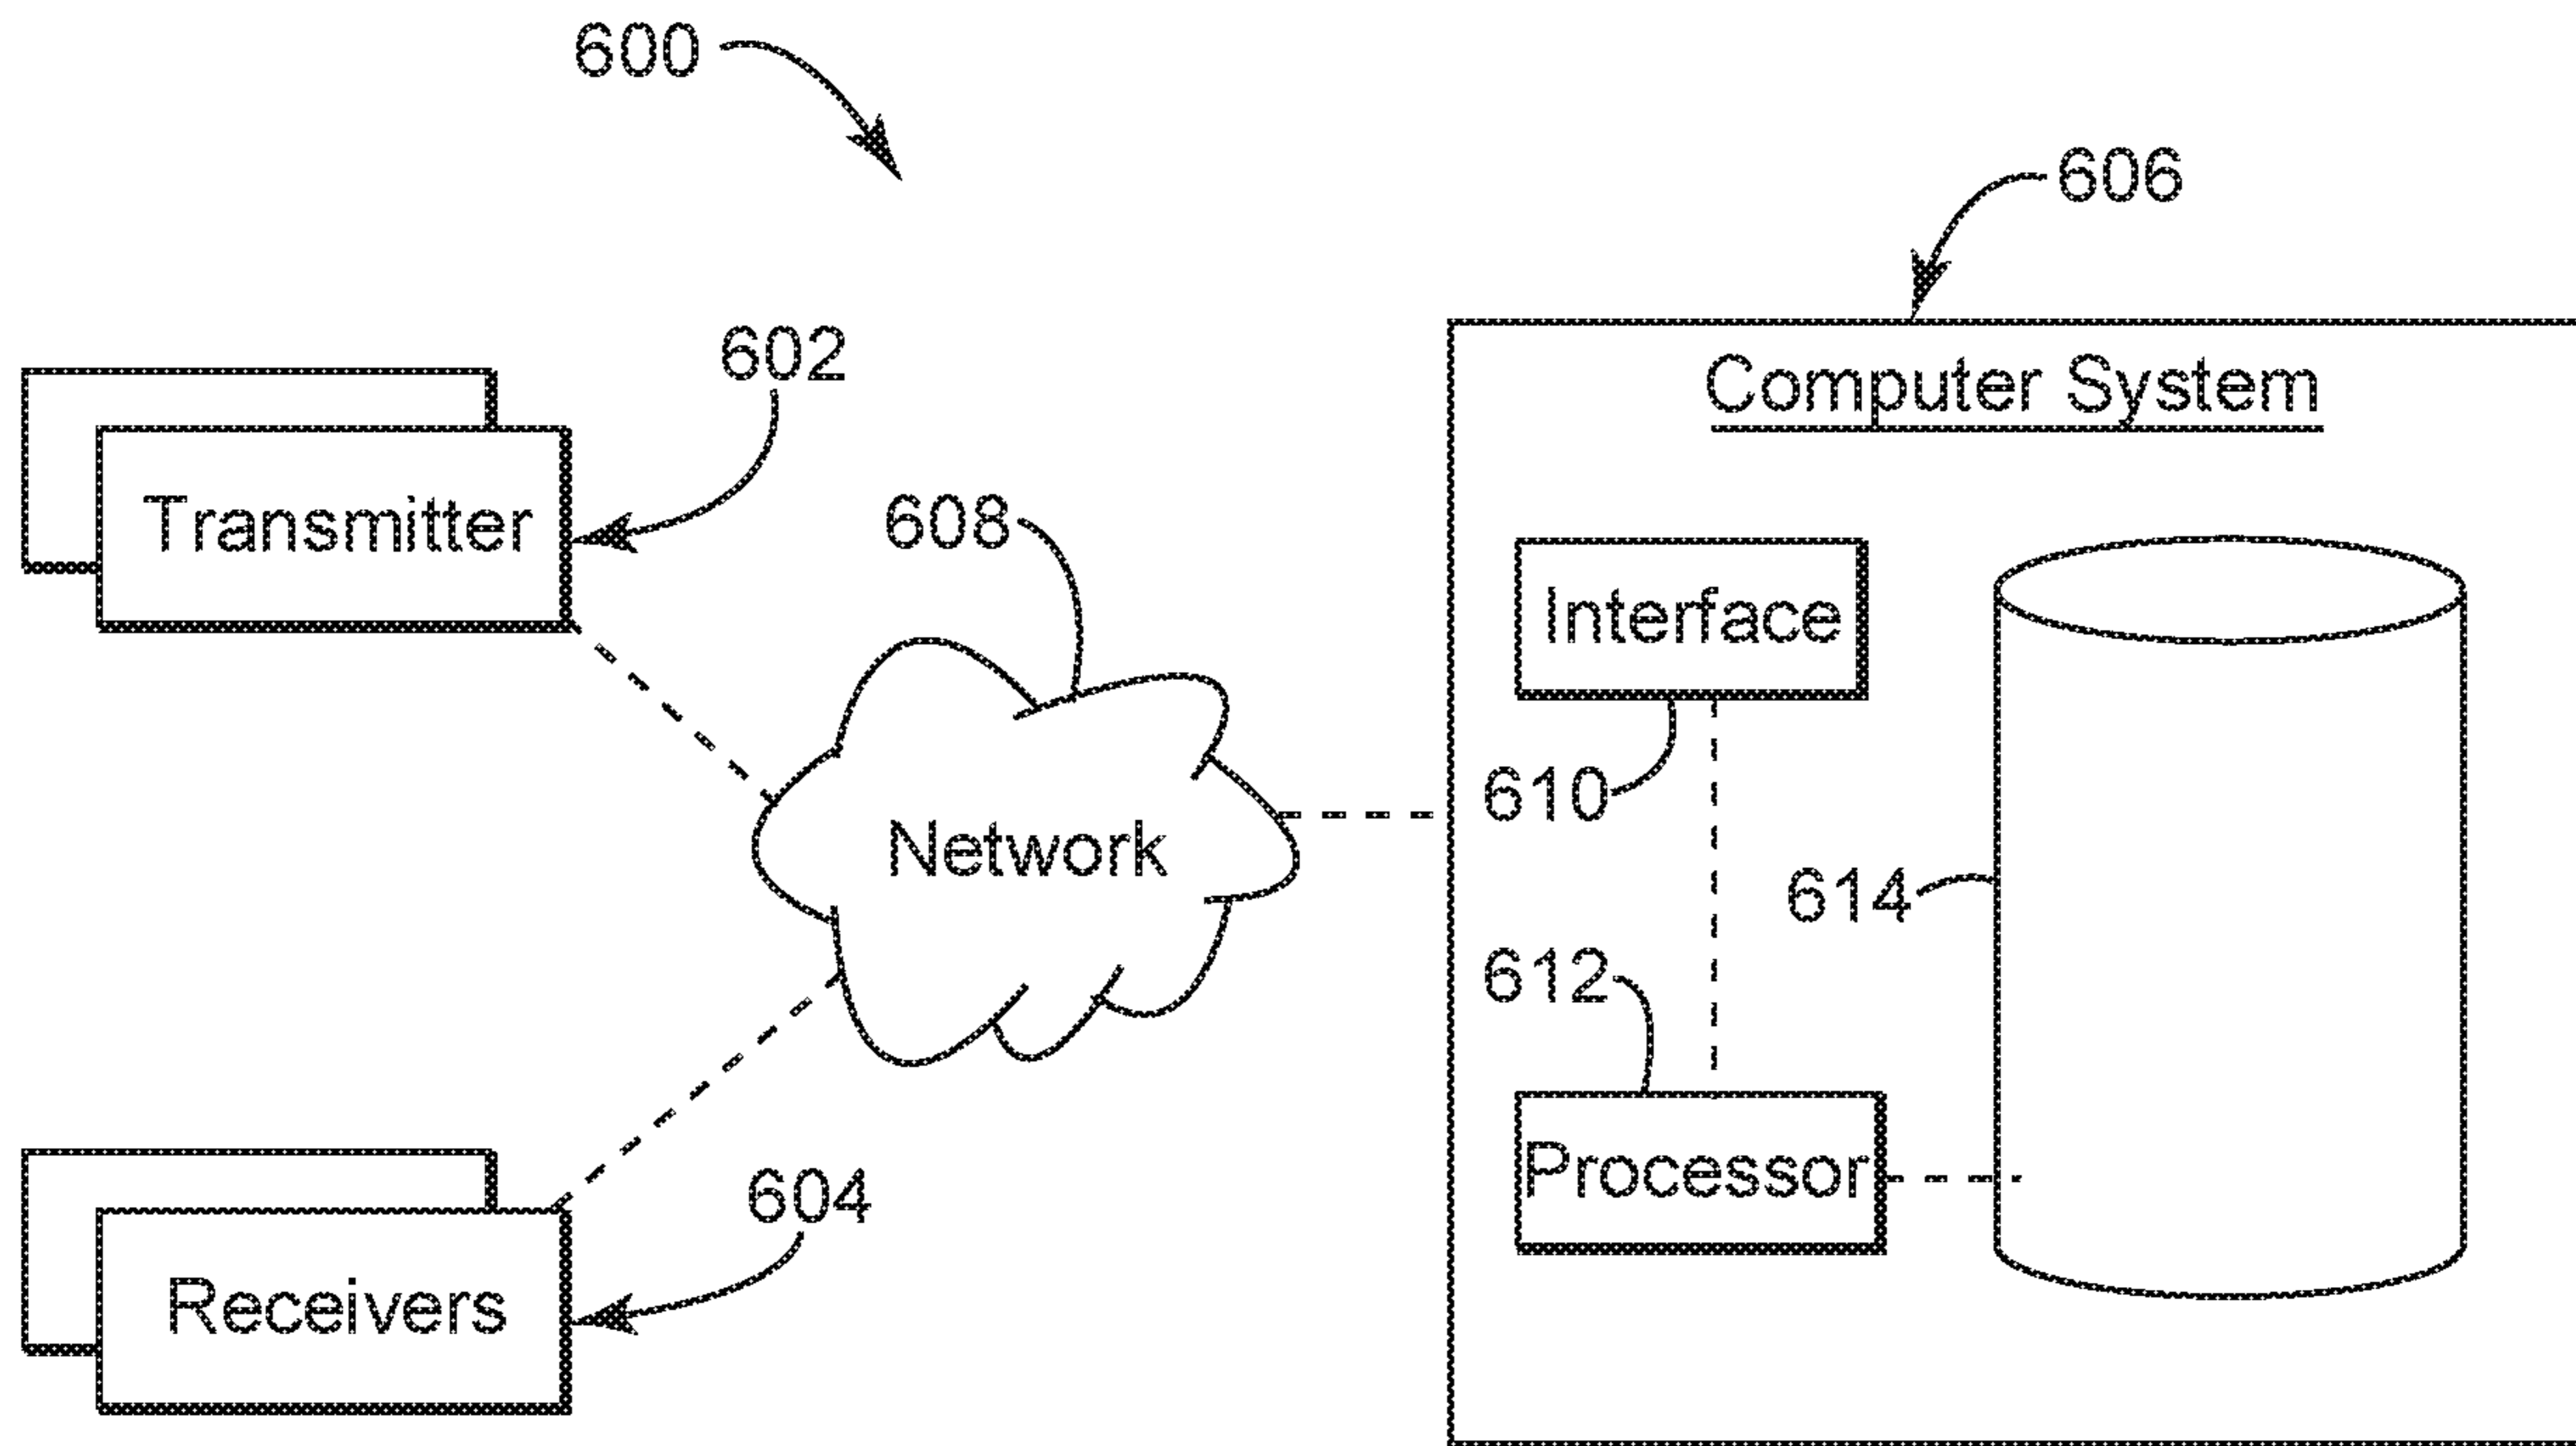 600
606
602
Computer System
Transmitter
608
Interface
610
Network
614
612
Processor
604
Receivers